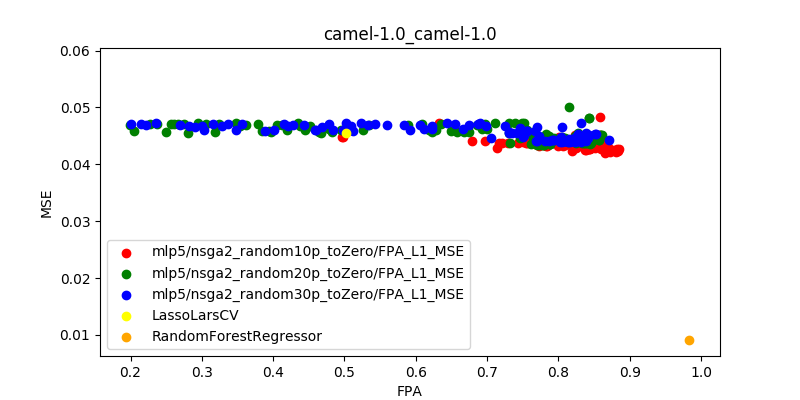 camel-1.0_camel-1.0
0.06
0.05
0.04
0.03
0.02
0.01
MSE
mlp5/nsga2_random10p_toZero/FPA_L1_MSE
mlp5/nsga2_random20p_toZero/FPA_L1_MSE
mlp5/nsga2_random30p_toZero/FPA_L1_MSE
LassoLarsCV
RandomForestRegressor
0.2 0.3 0.4 0.5 0.6 0.7 0.8 0.9 1.0
FPA